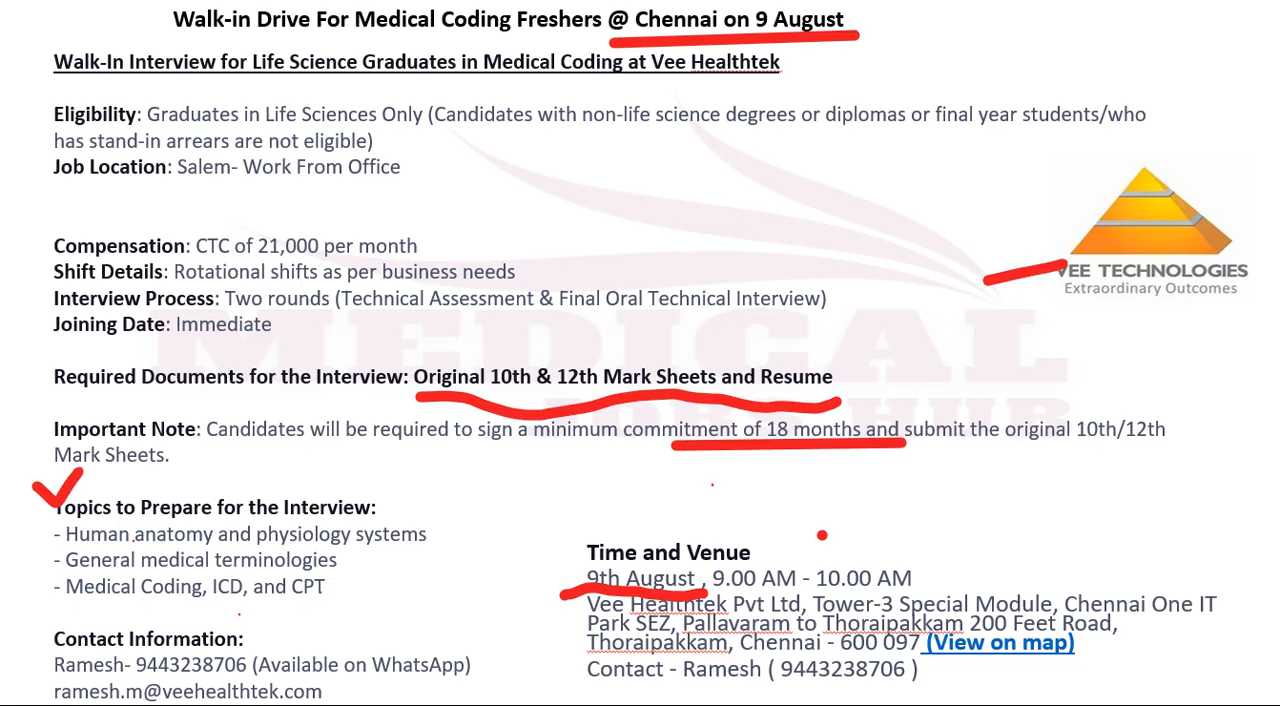 Walk-in Drive For Medical Coding Freshers @ Chennai on 9 August
Walk-In Interview for Life Science Graduates in Medical Coding at Vee Healthtek
Eligibility: Graduates in Life Sciences Only (Candidates with non-life science degrees or diplomas or final year students/who
has stand-in arrears are not eligible)
Job Location: Salem- Work From Office
Compensation: CTC of 21,000 per month
Shift Details: Rotational shifts as per business needs
Interview Process: Two rounds (Technical Assessment & Final Oral Technical Interview)
Joining Date: Immediate
VEE TECHNOLOGIES
Extraordinary Outcomes
MEDICAL
JOBS HUB
Required Documents for the Interview: Original 10th & 12th Mark Sheets and Resume
Important Note: Candidates will be required to sign a minimum commitment of 18 months and submit the original 10th/12th
Mark Sheets.
Topics to Prepare for the Interview:
- Human anatomy and physiology systems
- General medical terminologies
- Medical Coding, ICD, and CPT
Contact Information:
Ramesh- 9443238706 (Available on WhatsApp)
ramesh.m@veehealthtek.com
Time and Venue
9th August , 9.00 AM - 10.00 AM
Vee Healthtek Pvt Ltd, Tower-3 Special Module, Chennai One IT
Park SEZ, Pallavaram to Thoraipakkam 200 Feet Road,
Thoraipakkam, Chennai - 600 097 (View on map)
Contact - Ramesh ( 9443238706 )